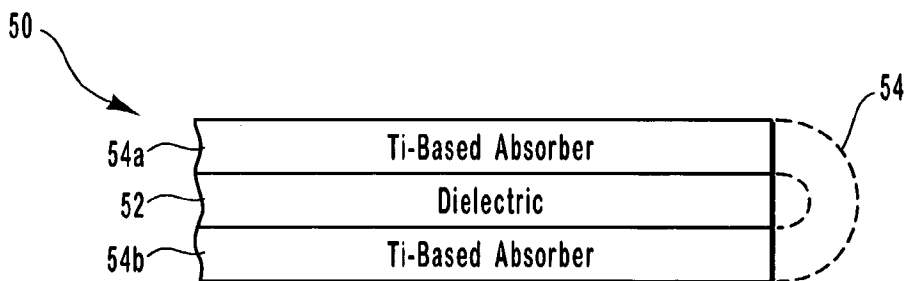 50
54
54a
Ti-Based Absorber
52
Dielectric
54b
Ti-Based Absorber